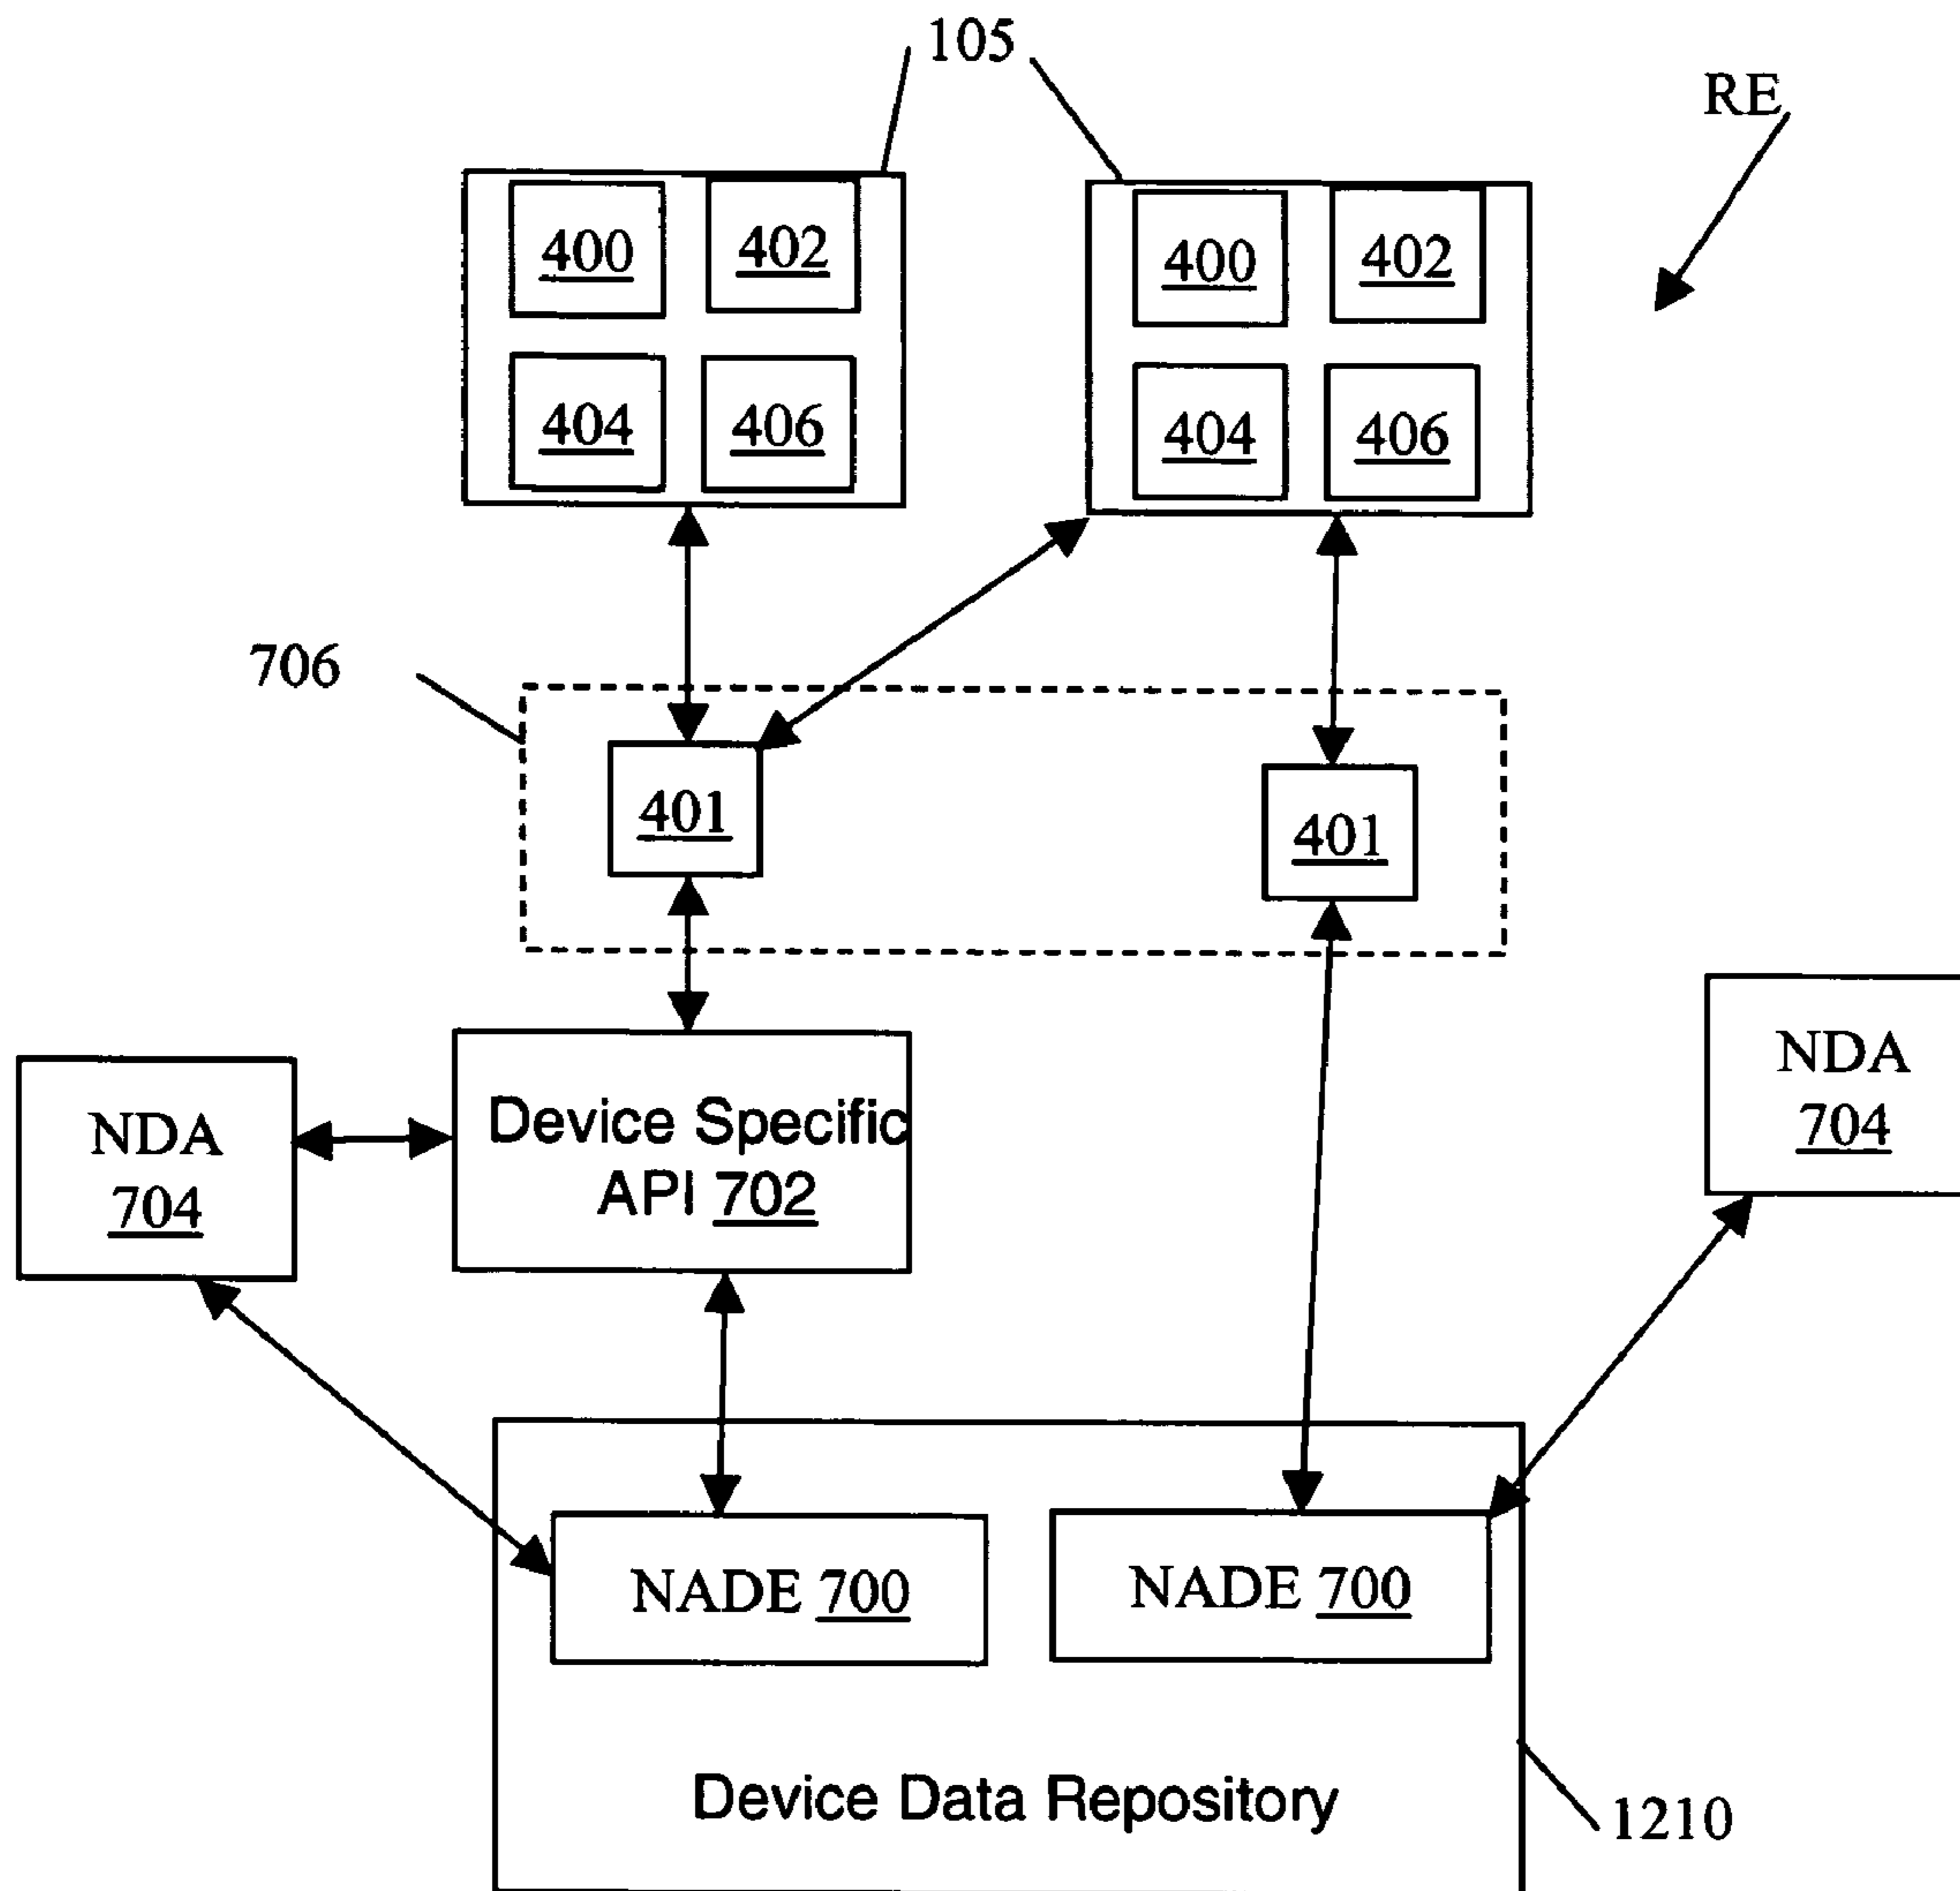 105
RE
400 402
404 406
400 402
404 406
706
401
401
NDA
704
Device Specific
API 702
NDA
704
NADE 700
NADE 700
Device Data Repository
1210